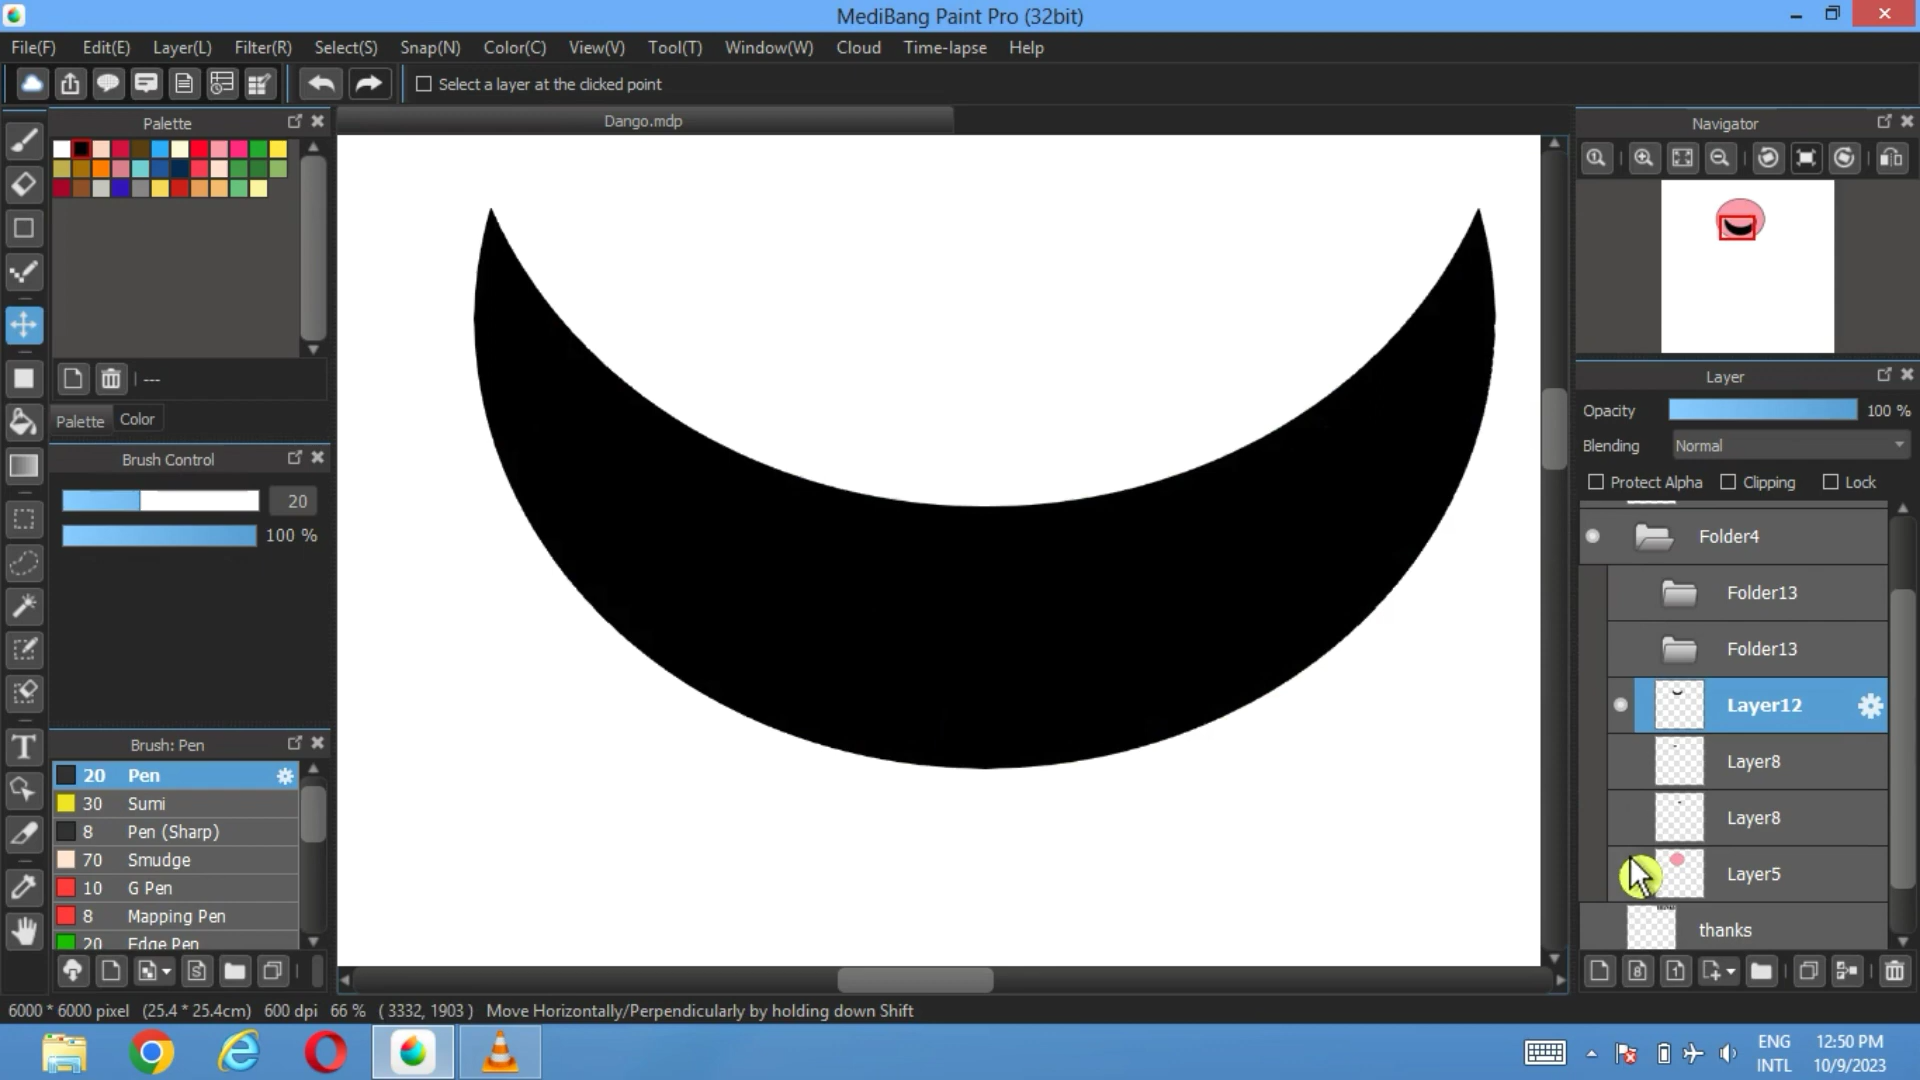 MediBang Paint Pro (32bit)
File(F) Edit(E) Layer(L) Filter(R) Select(S) Snap(N) Color(C) View(V) Tool(T) Window(W) Cloud Time-lapse Help
Select a layer at the clicked point
Palette
Dango.mdp
Navigator
---
Palette Color
Brush Control
20
100 %
Brush: Pen
20 Pen
30 Sumi
8 Pen (Sharp)
70 Smudge
10 G Pen
8 Mapping Pen
20 Edge Pen
Layer
Opacity 100 %
Blending Normal
Protect Alpha Clipping Lock
Folder4
Folder13
Folder13
Layer12
Layer8
Layer8
Layer5
thanks
6000 * 6000 pixel (25.4 * 25.4cm) 600 dpi 66 % ( 3332, 1903 ) Move Horizontally/Perpendicularly by holding down Shift
ENG
INTL
12:50 PM
10/9/2023